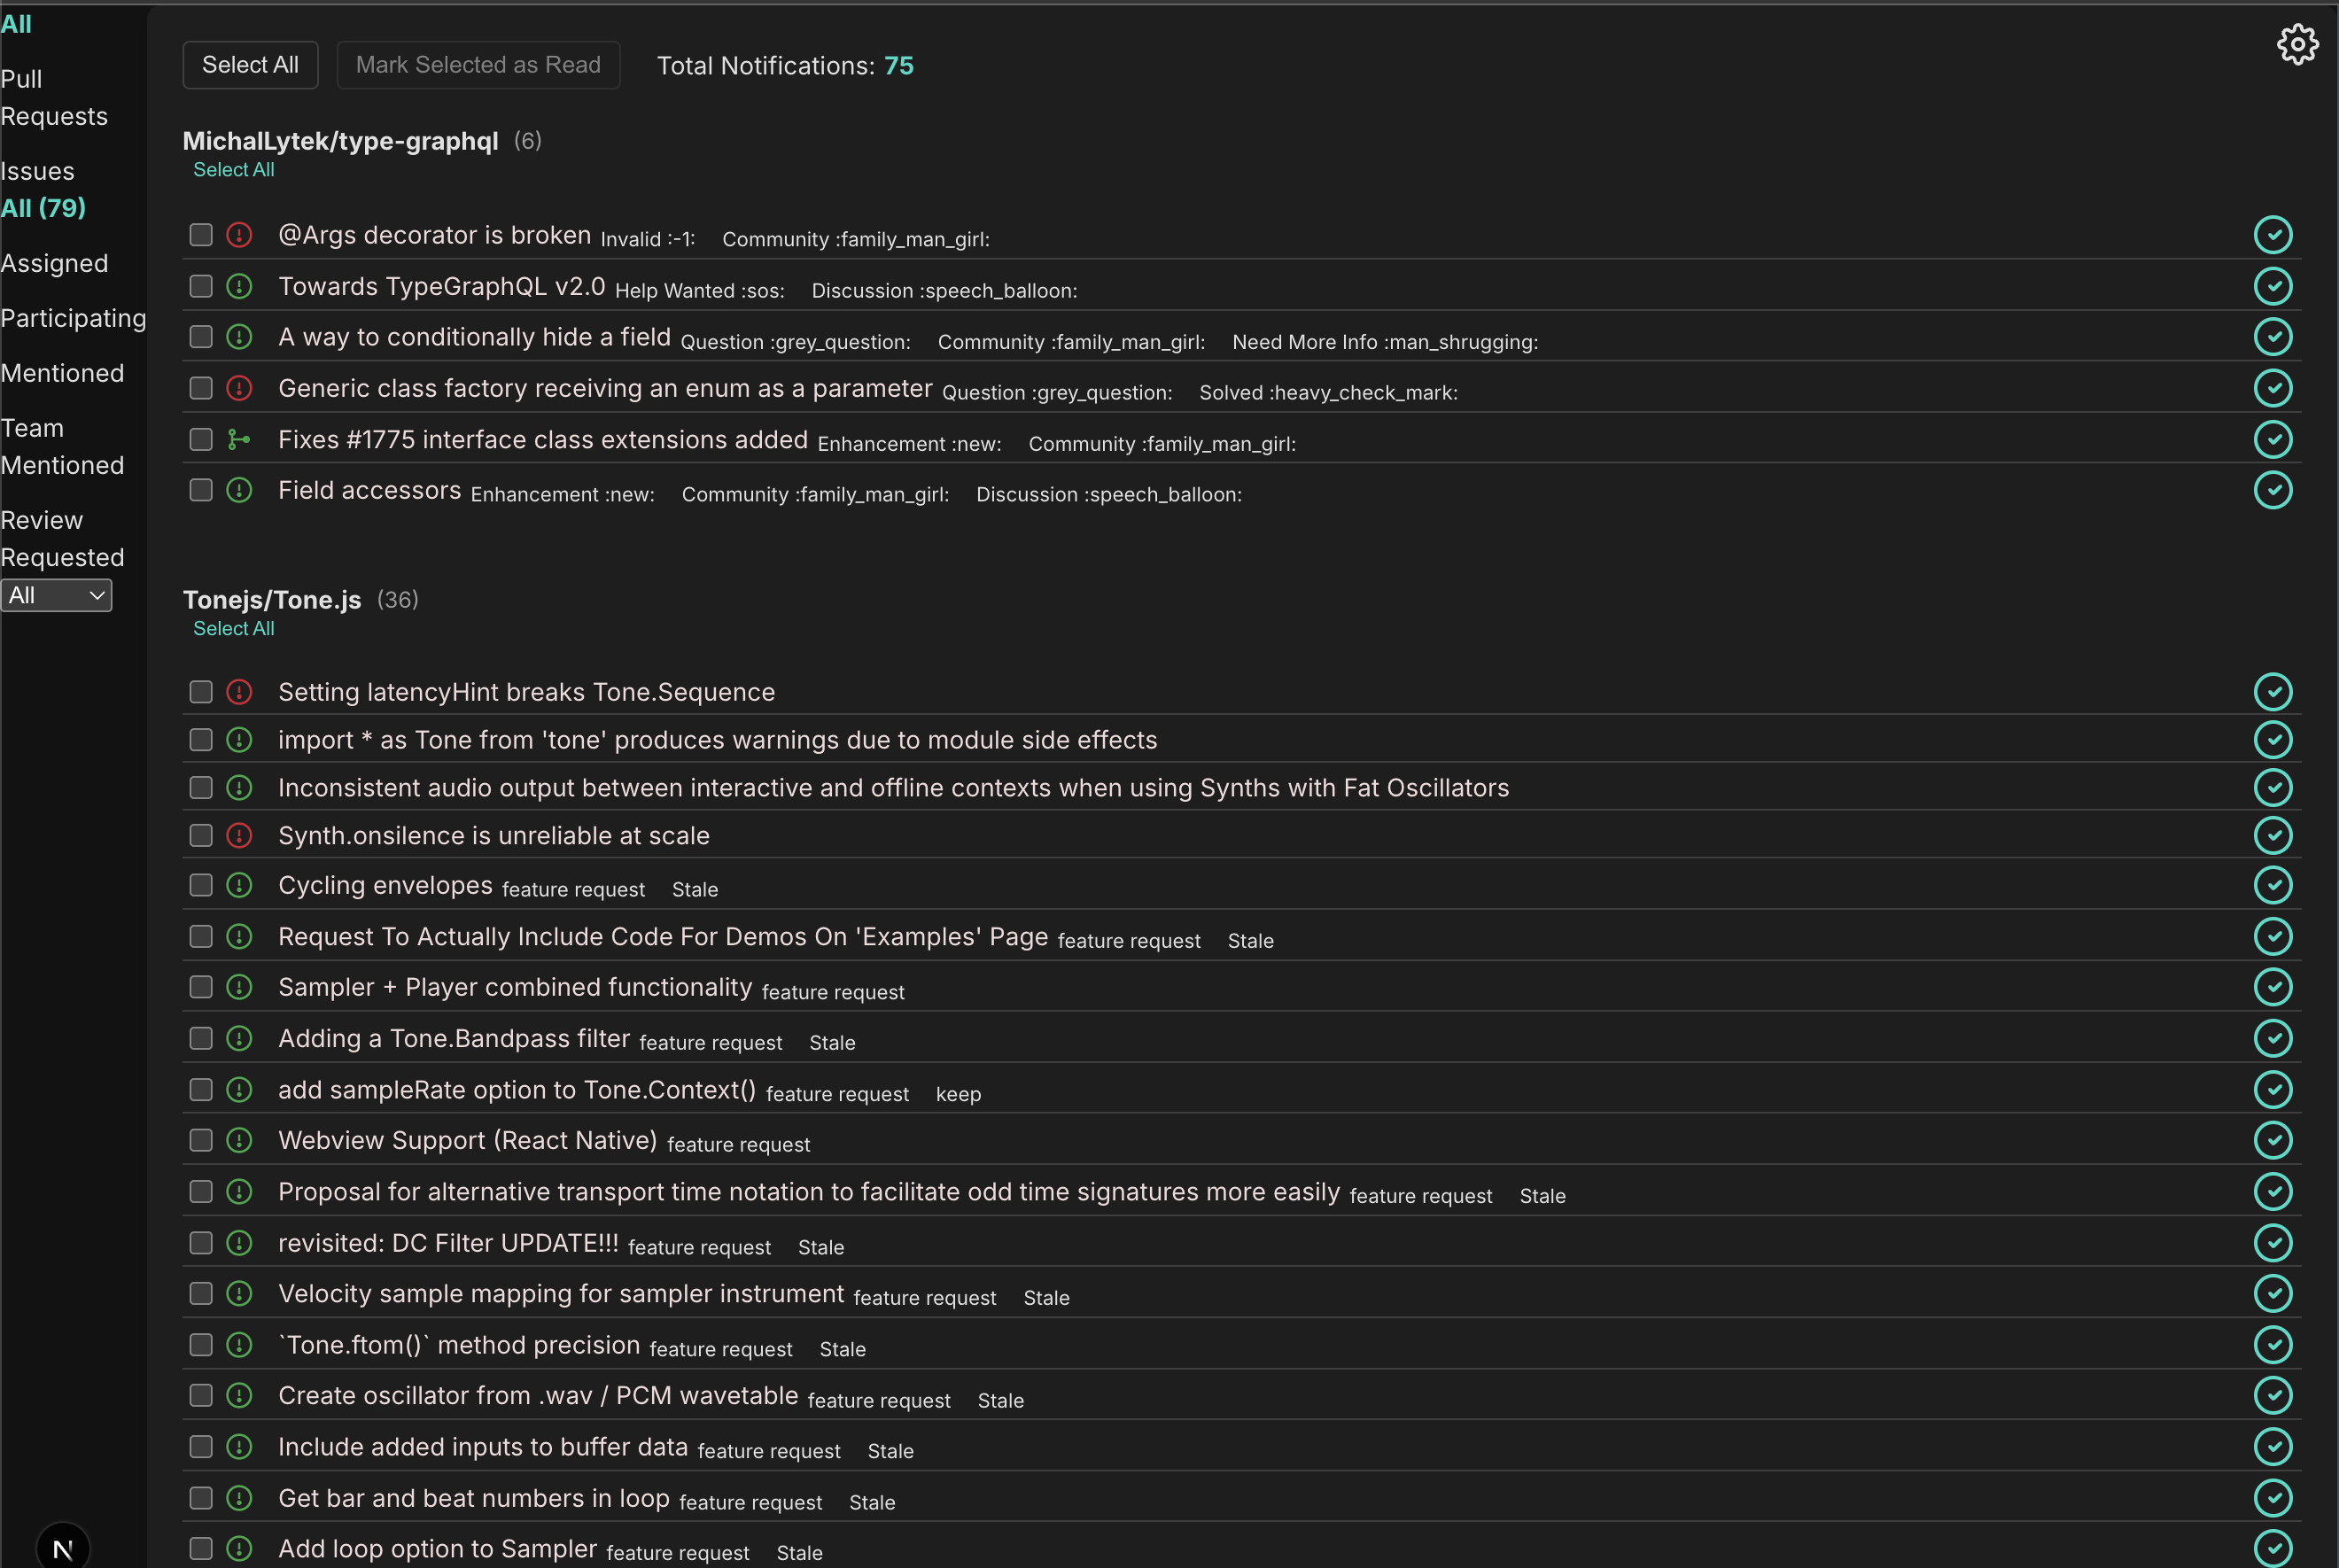 All
Pull
Requests
Issues
All (79)
Assigned
Participating
Mentioned
Team
Mentioned
Review
Requested
All
N
Select All
Mark Selected as Read
Total Notifications: 75
MichalLytek/type-graphql (6)
Select All
@Args decorator is broken Invalid :-1: Community :family_man_girl:
Towards TypeGraphQL v2.0 Help Wanted :sos: Discussion :speech_balloon:
A way to conditionally hide a field Question :grey_question: Community :family_man_girl: Need More Info :man_shrugging:
Generic class factory receiving an enum as a parameter Question :grey_question: Solved :heavy_check_mark:
Fixes #1775 interface class extensions added Enhancement :new: Community :family_man_girl:
Field accessors Enhancement :new: Community :family_man_girl: Discussion :speech_balloon:
Tonejs/Tone.js (36)
Select All
Setting latencyHint breaks Tone.Sequence
import * as Tone from 'tone' produces warnings due to module side effects
Inconsistent audio output between interactive and offline contexts when using Synths with Fat Oscillators
Synth.onsilence is unreliable at scale
Cycling envelopes feature request Stale
Request To Actually Include Code For Demos On 'Examples' Page feature request Stale
Sampler + Player combined functionality feature request
Adding a Tone.Bandpass filter feature request Stale
add sampleRate option to Tone.Context() feature request keep
Webview Support (React Native) feature request
Proposal for alternative transport time notation to facilitate odd time signatures more easily feature request Stale
revisited: DC Filter UPDATE!!! feature request Stale
Velocity sample mapping for sampler instrument feature request Stale
`Tone.ftom()` method precision feature request Stale
Create oscillator from .wav / PCM wavetable feature request Stale
Include added inputs to buffer data feature request Stale
Get bar and beat numbers in loop feature request Stale
Add loop option to Sampler feature request Stale